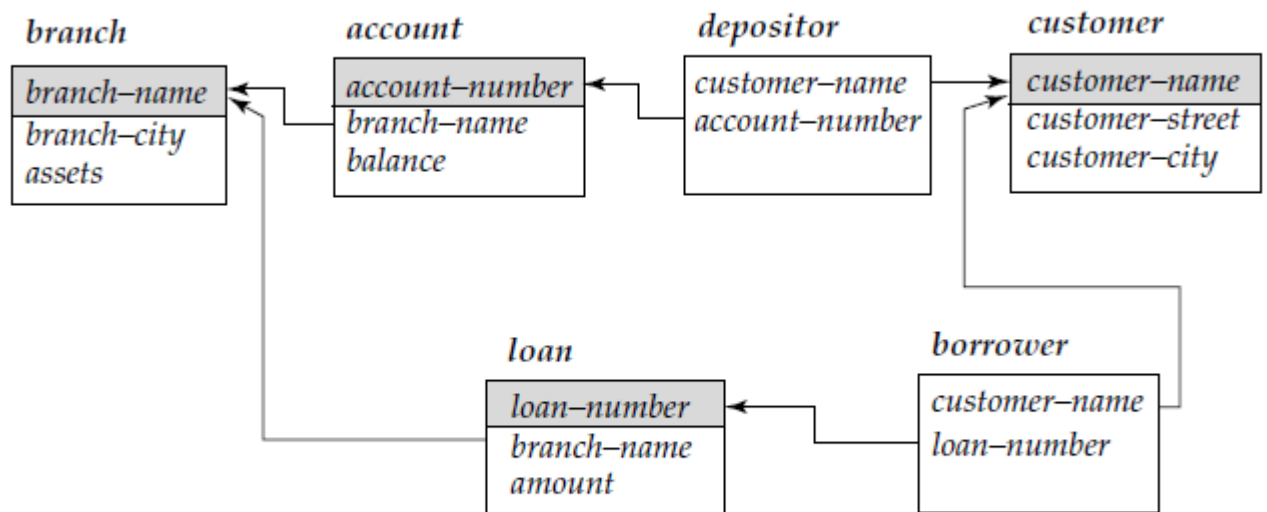 branch
branch–name
branch–city
assets
account
account–number
branch–name
balance
depositor
customer–name
account–number
customer
customer–name
customer–street
customer–city
loan
loan–number
branch–name
amount
borrower
customer–name
loan–number